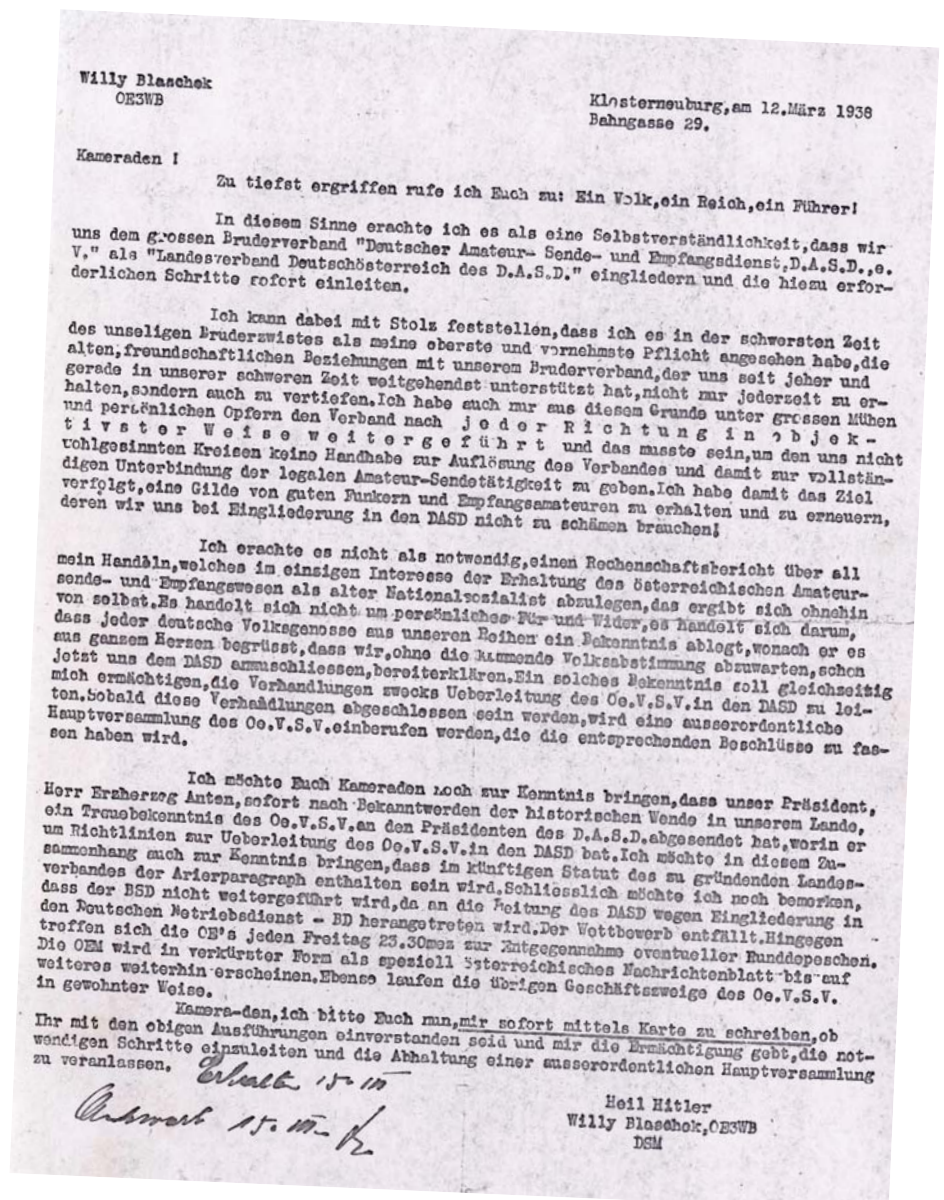 Willy Blaschek
OE3WB
Klosterneuburg,am 12.März 1938
Bahngasse 29.
Kameraden !
Zu tiefst ergriffen rufe ich Euch zu: Ein Volk,ein Reich,ein Führer!
In diesem Sinne erachte ich es als eine Selbstverständlichkeit,dass wir
uns dem grossen Bruderverband "Deutscher Amateur- Sende- und Empfangsdienst,D.A.S.D.,e.
V." als "Landesverband Deutschösterreich des D.A.S.D." eingliedern und die hiezu erfor-
derlichen Schritte sofort einleiten.
Ich kann dabei mit Stolz feststellen,dass ich es in der schwersten Zeit
des unseligen Bruderzwistes als meine oberste und vornehmste Pflicht angesehen habe,die
alten,freundschaftlichen Beziehungen mit unserem Bruderverband,der uns seit jeher und
gerade in unserer schweren Zeit weitgehendst unterstützt hat,nicht nur jederzeit zu er-
halten,sondern auch zu vertiefen.Ich habe auch nur aus diesem Grunde unter grossen Mühen
und persönlichen Opfern den Verband nach j e d e r R i c h t u n g i n o b j e k -
t i v s t e r W e i s e w e i t e r g e f ü h r t und das musste sein,um den uns nicht
wohlgesinnten Kreisen keine Handhabe zur Auflösung des Verbandes und damit zur vollstän-
digen Unterbindung der legalen Amateur-Sendetätigkeit zu geben.Ich habe damit das Ziel
verfolgt,eine Gilde von guten Funkern und Empfangsamateuren zu erhalten und zu erneuern,
deren wir uns bei Eingliederung in den DASD nicht zu schämen brauchen!
Ich erachte es nicht als notwendig,einen Rechenschaftsbericht über all
mein Handeln,welches im einzigen Interesse der Erhaltung des österreichischen Amateur-
sende- und Empfangswesen als alter Nationalsozialist abzulegen,das ergibt sich ohnehin
von selbst.Es handelt sich nicht um persönliches Für und Wider,es handelt sich darum,
dass jeder deutsche Volksgenosse aus unseren Reihen ein Bekenntnis ablegt,wonach er es
aus ganzem Herzen begrüsst,dass wir,ohne die kommende Volksabstimmung abzuwarten,schon
jetzt uns dem DASD anzuschliessen,bereiterklären.Ein solches Bekenntnis soll gleichzeitig
mich ermächtigen,die Verhandlungen zwecks Ueberleitung des Oe.V.S.V.in den DASD zu lei-
ten.Sobald diese Verhandlungen abgeschlossen sein werden,wird eine ausserordentliche
Hauptversammlung des Oe.V.S.V.einberufen werden,die die entsprechenden Beschlüsse zu fas-
sen haben wird.
Ich möchte Euch Kameraden noch zur Kenntnis bringen,dass unser Präsident,
Herr Erzherzog Anton,sofort nach Bekanntwerden der historischen Wende in unserem Lande,
ein Treuebekenntnis des Oe.V.S.V.an den Präsidenten des D.A.S.D.abgesendet hat,worin er
um Richtlinien zur Ueberleitung des Oe.V.S.V.in den DASD bat.Ich möchte in diesem Zu-
sammenhang auch zur Kenntnis bringen,dass im künftigen Statut des zu gründenden Landes-
verbandes der Arierparagraph enthalten sein wird.Schliesslich möchte ich noch bemerken,
dass der BSD nicht weitergeführt wird,da an die Leitung des DASD wegen Eingliederung in
den Deutschen Betriebsdienst - BD herangetreten wird.Der Wettbewerb entfällt.Hingegen
treffen sich die OE's jeden Freitag 23.30mez zur Entgegennahme eventueller Runddepeschen.
Die OEM wird in verkürster Form als speziell österreichisches Nachrichtenblatt bis auf
weiteres weiterhin erscheinen.Ebenso laufen die übrigen Geschäftszweige des Oe.V.S.V.
in gewohnter Weise.
Kamera-den,ich bitte Euch nun,mir sofort mittels Karte zu schreiben,ob
Ihr mit den obigen Ausführungen einverstanden seid und mir die Ermächtigung gebt,die not-
wendigen Schritte einzuleiten und die Abhaltung einer ausserordentlichen Hauptversammlung
zu veranlassen.
Erhalten 15. III
Antwort 15. III.
Heil Hitler
Willy Blaschek,OE3WB
DSM